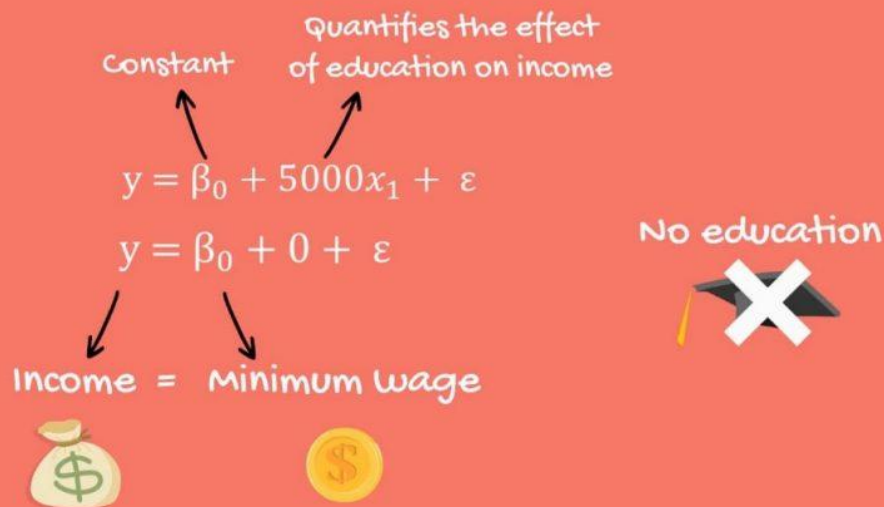 Quantifies the effect
Constant of education on income
y = β₀ + 5000x₁ + ε
y = β₀ + 0 + ε
No education
Income = Minimum wage
$ $